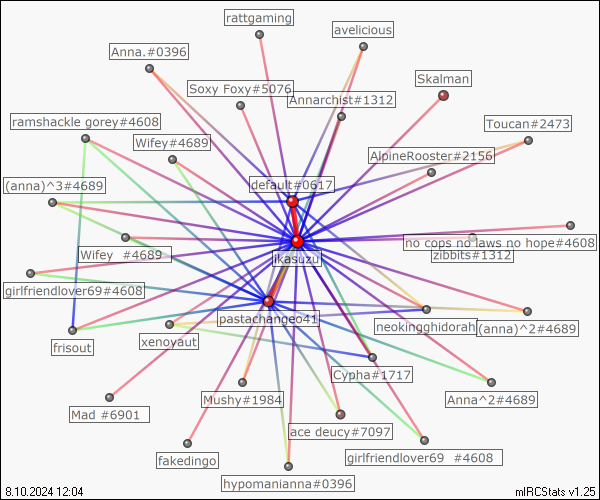 rattgaming
avelicious
Anna.#0396
Skalman
Soxy Foxy#5076
Annarchist#1312
ramshackle gorey#4608
Toucan#2473
Wifey#4689
AlpineRooster#2156
default#0617
(anna)^3#4689
no cops no laws no hope#4608
Wifey  #4689
zibbits#1312
ikasuzu
girlfriendlover69#4608
pastachangeo41
neokingghidorah
(anna)^2#4689
frisout
xenoyaut
Cypha#1717
Mushy#1984
Anna^2#4689
Mad #6901
ace deucy#7097
fakedingo
girlfriendlover69  #4608
hypomanianna#0396
8.10.2024 12:04
mIRCStats v1.25